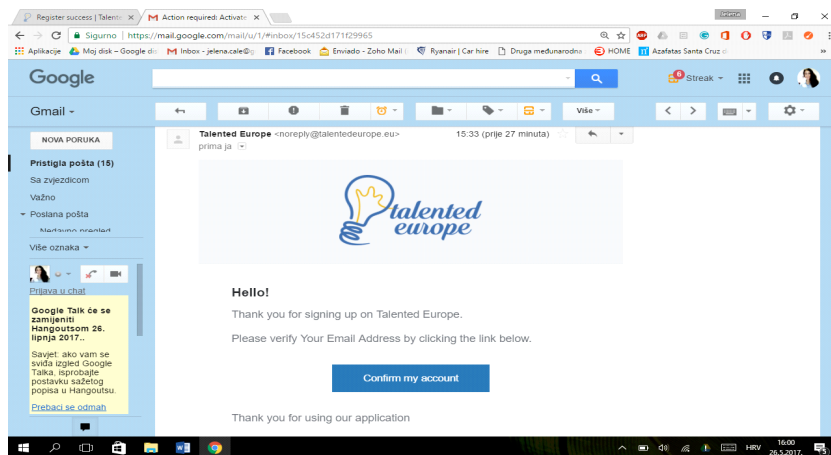 Register success | Talente
Action required: Activate
Jelena
Sigurno | https://mail.google.com/mail/u/1/#inbox/15c452d171f29965
Aplikacije
Moj disk – Google dis
Inbox - jelena.cale@g
Facebook
Enviado - Zoho Mail
Ryanair | Car hire
Druga međunarodna
HOME
Azafatas Santa Cruz d
Google
6
Streak
Gmail
Više
NOVA PORUKA
Pristigla pošta (15)
Sa zvjezdicom
Važno
Poslana pošta
Nedavno pregled
Više oznaka
Prijava u chat
Google Talk će se
zamijeniti
Hangoutsom 26.
lipnja 2017..
Savjet: ako vam se
sviđa izgled Google
Talka, isprobajte
postavku sažetog
popisa u Hangoutsu.
Prebaci se odmah
Talented Europe <noreply@talentedeurope.eu>
15:33 (prije 27 minuta)
prima ja
talented
europe
Hello!
Thank you for signing up on Talented Europe.
Please verify Your Email Address by clicking the link below.
Confirm my account
Thank you for using our application
HRV
16:00
26.5.2017.